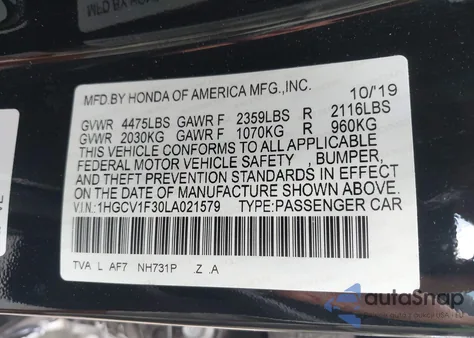 MFD.BY HONDA OF AMERICA MFG.,INC. 10/'19
GVWR 4475LBS GAWR F 2359LBS R 2116LBS
GVWR 2030KG GAWR F 1070KG R 960KG
THIS VEHICLE CONFORMS TO ALL APPLICABLE
FEDERAL MOTOR VEHICLE SAFETY , BUMPER,
AND THEFT PREVENTION STANDARDS IN EFFECT
ON THE DATE OF MANUFACTURE SHOWN ABOVE.
V.I.N:1HGCV1F30LA021579 TYPE:PASSENGER CAR
TVA L AF7 NH731P .Z .A
autoSnap